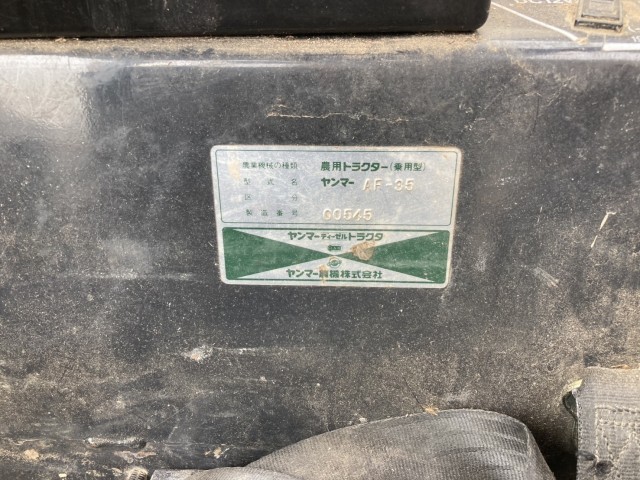 農業機械の種類 農用トラクター(乗用型)
型式名 ヤンマー AF-35
区分
製造番号 00545
ヤンマーディーゼルトラクタ
ヤンマー農機株式会社